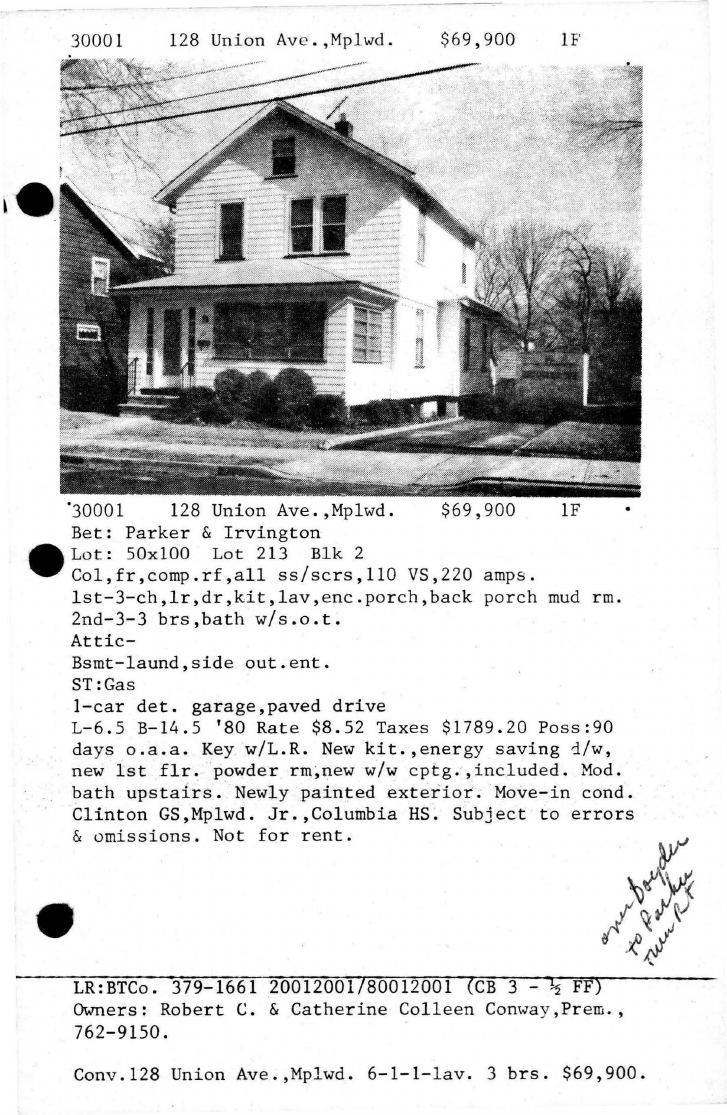 30001 128 Union Ave.,Mplwd. $69,900 1F
30001 128 Union Ave.,Mplwd. $69,900 1F
Bet: Parker & Irvington
Lot: 50x100 Lot 213 Blk 2
Col,fr,comp.rf,all ss/scrs,110 VS,220 amps.
1st-3-ch,lr,dr,kit,lav,enc.porch,back porch mud rm.
2nd-3-3 brs,bath w/s.o.t.
Attic-
Bsmt-laund,side out.ent.
ST:Gas
1-car det. garage,paved drive
L-6.5 B-14.5 '80 Rate $8.52 Taxes $1789.20 Poss:90
days o.a.a. Key w/L.R. New kit.,energy saving d/w,
new 1st flr. powder rm,new w/w cptg.,included. Mod.
bath upstairs. Newly painted exterior. Move-in cond.
Clinton GS,Mplwd. Jr.,Columbia HS. Subject to errors
& omissions. Not for rent.
over Boyden
to Parker
Turn Rt
LR:BTCo. 379-1661 20012001/80012001 (CB 3 - ½ FF)
Owners: Robert C. & Catherine Colleen Conway,Prem.,
762-9150.
Conv.128 Union Ave.,Mplwd. 6-1-1-lav. 3 brs. $69,900.